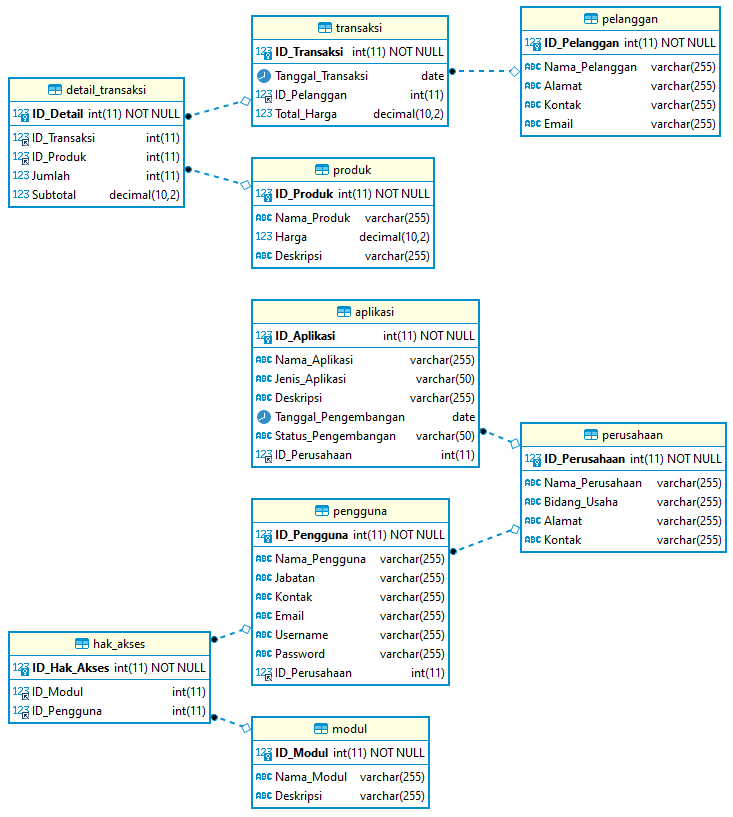 transaksi
ID_Transaksi int(11) NOT NULL
Tanggal_Transaksi date
ID_Pelanggan int(11)
Total_Harga decimal(10,2)
pelanggan
ID_Pelanggan int(11) NOT NULL
Nama_Pelanggan varchar(255)
Alamat varchar(255)
Kontak varchar(255)
Email varchar(255)
detail_transaksi
ID_Detail int(11) NOT NULL
ID_Transaksi int(11)
ID_Produk int(11)
Jumlah int(11)
Subtotal decimal(10,2)
produk
ID_Produk int(11) NOT NULL
Nama_Produk varchar(255)
Harga decimal(10,2)
Deskripsi varchar(255)
aplikasi
ID_Aplikasi int(11) NOT NULL
Nama_Aplikasi varchar(255)
Jenis_Aplikasi varchar(50)
Deskripsi varchar(255)
Tanggal_Pengembangan date
Status_Pengembangan varchar(50)
ID_Perusahaan int(11)
perusahaan
ID_Perusahaan int(11) NOT NULL
Nama_Perusahaan varchar(255)
Bidang_Usaha varchar(255)
Alamat varchar(255)
Kontak varchar(255)
pengguna
ID_Pengguna int(11) NOT NULL
Nama_Pengguna varchar(255)
Jabatan varchar(255)
Kontak varchar(255)
Email varchar(255)
Username varchar(255)
Password varchar(255)
ID_Perusahaan int(11)
hak_akses
ID_Hak_Akses int(11) NOT NULL
ID_Modul int(11)
ID_Pengguna int(11)
modul
ID_Modul int(11) NOT NULL
Nama_Modul varchar(255)
Deskripsi varchar(255)